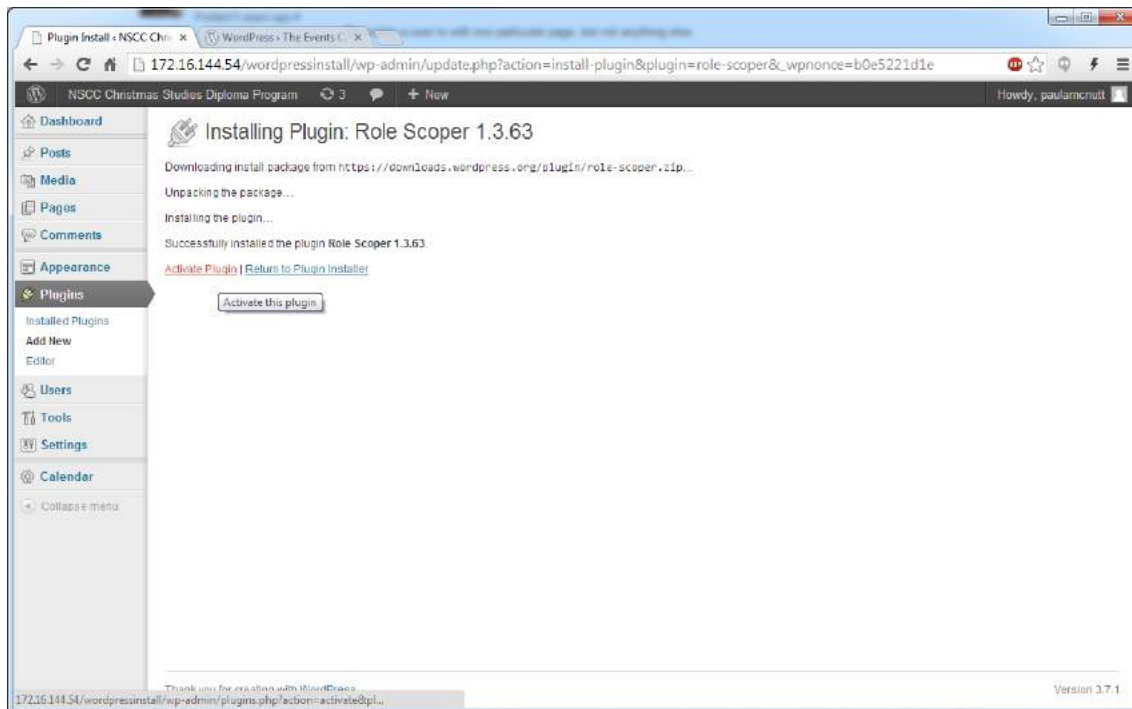 Plugin Install ‹ NSCC Chri
WordPress › The Events C
172.16.144.54/wordpressinstall/wp-admin/update.php?action=install-plugin&plugin=role-scoper&_wpnonce=b0e5221d1e
NSCC Christmas Studies Diploma Program 3 + New Howdy, paulamcnutt
Dashboard
Posts
Media
Pages
Comments
Appearance
Plugins
Installed Plugins
Add New
Editor
Users
Tools
Settings
Calendar
Collapse menu
Installing Plugin: Role Scoper 1.3.63
Downloading install package from https://downloads.wordpress.org/plugin/role-scoper.zip…
Unpacking the package…
Installing the plugin…
Successfully installed the plugin Role Scoper 1.3.63.
Activate Plugin | Return to Plugin Installer
Activate this plugin
Thank you for creating with WordPress
Version 3.7.1
172.16.144.54/wordpressinstall/wp-admin/plugins.php?action=activate&pl...